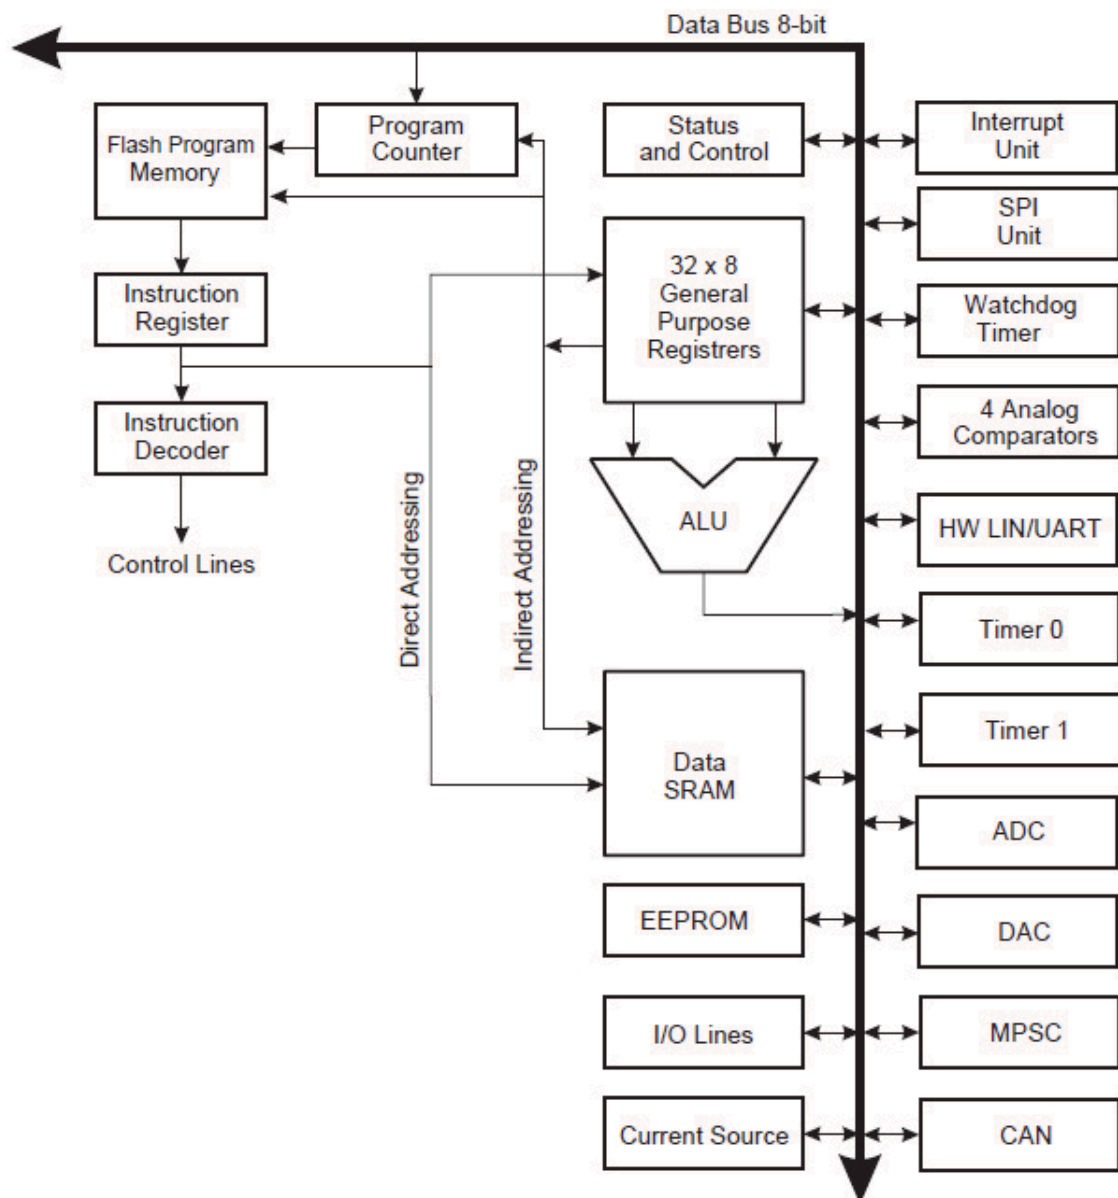 Data Bus 8-bit
Flash Program
Memory
Program
Counter
Status
and Control
Interrupt
Unit
SPI
Unit
32 x 8
General
Purpose
Registrers
Instruction
Register
Watchdog
Timer
Instruction
Decoder
4 Analog
Comparators
Direct Addressing
Indirect Addressing
ALU
HW LIN/UART
Control Lines
Timer 0
Data
SRAM
Timer 1
ADC
EEPROM
DAC
I/O Lines
MPSC
Current Source
CAN